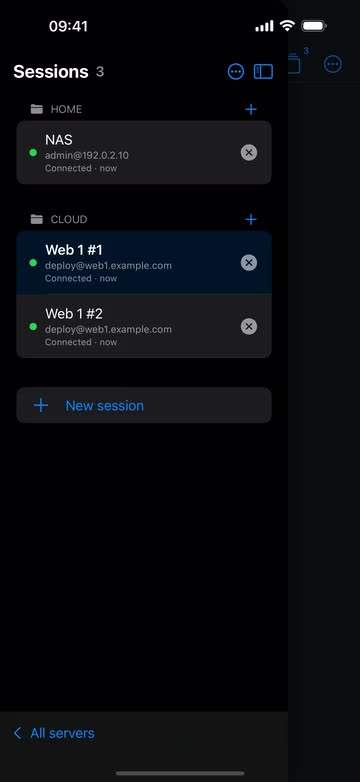 09:41
Sessions 3
3
HOME
NAS
admin@192.0.2.10
Connected · now
CLOUD
Web 1 #1
deploy@web1.example.com
Connected · now
Web 1 #2
deploy@web1.example.com
Connected · now
New session
All servers